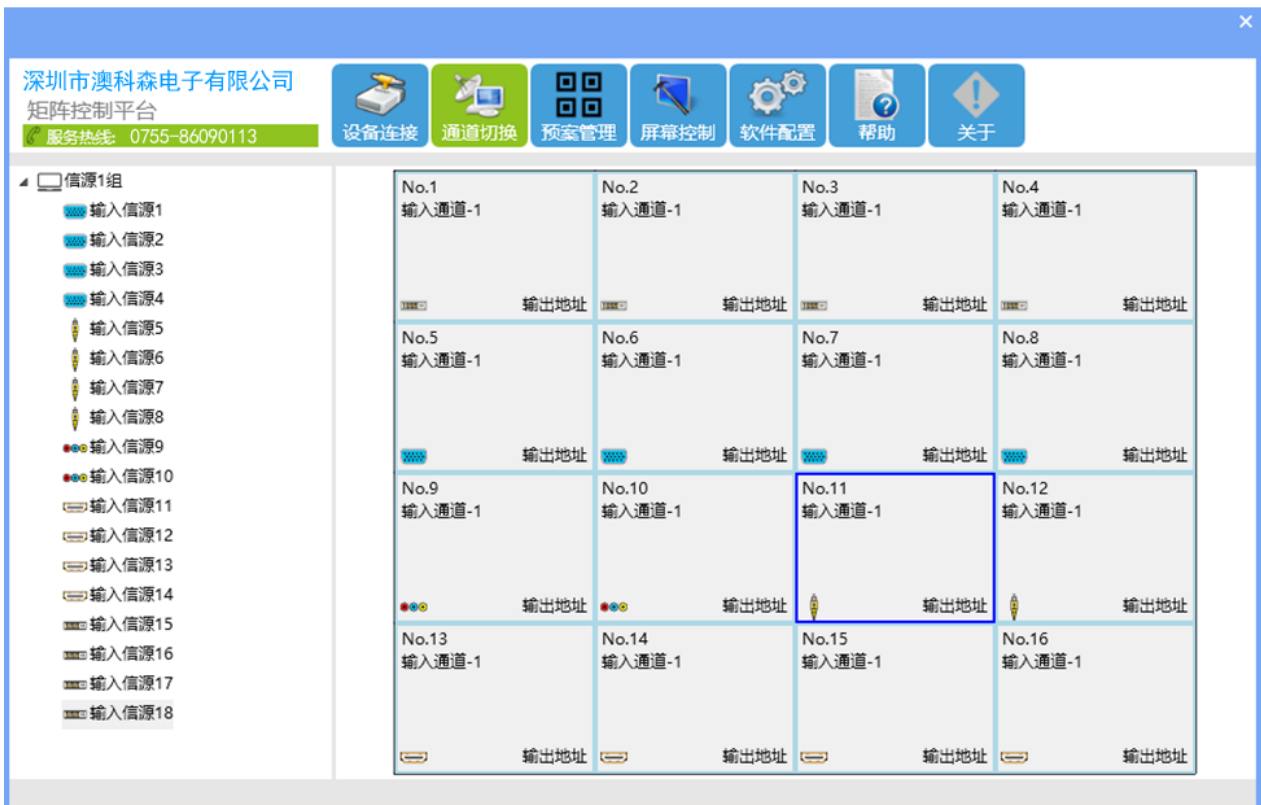 深圳市澳科森电子有限公司
矩阵控制平台
服务热线: 0755-86090113
设备连接 通道切换 预案管理 屏幕控制 软件配置 帮助 关于
信源1组
输入信源1
输入信源2
输入信源3
输入信源4
输入信源5
输入信源6
输入信源7
输入信源8
输入信源9
输入信源10
输入信源11
输入信源12
输入信源13
输入信源14
输入信源15
输入信源16
输入信源17
输入信源18
No.1 No.2 No.3 No.4
输入通道-1 输入通道-1 输入通道-1 输入通道-1
输出地址 输出地址 输出地址 输出地址
No.5 No.6 No.7 No.8
输入通道-1 输入通道-1 输入通道-1 输入通道-1
输出地址 输出地址 输出地址 输出地址
No.9 No.10 No.11 No.12
输入通道-1 输入通道-1 输入通道-1 输入通道-1
输出地址 输出地址 输出地址 输出地址
No.13 No.14 No.15 No.16
输入通道-1 输入通道-1 输入通道-1 输入通道-1
输出地址 输出地址 输出地址 输出地址